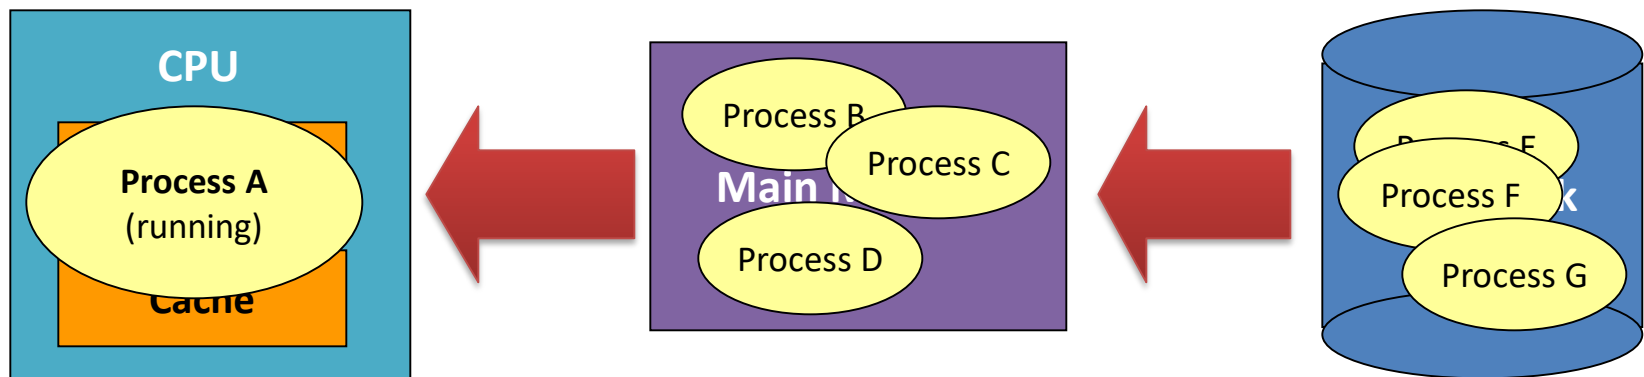 CPU
Process A
(running)
Cache
Process B
Process C
Main
Process D
Process F
Process G